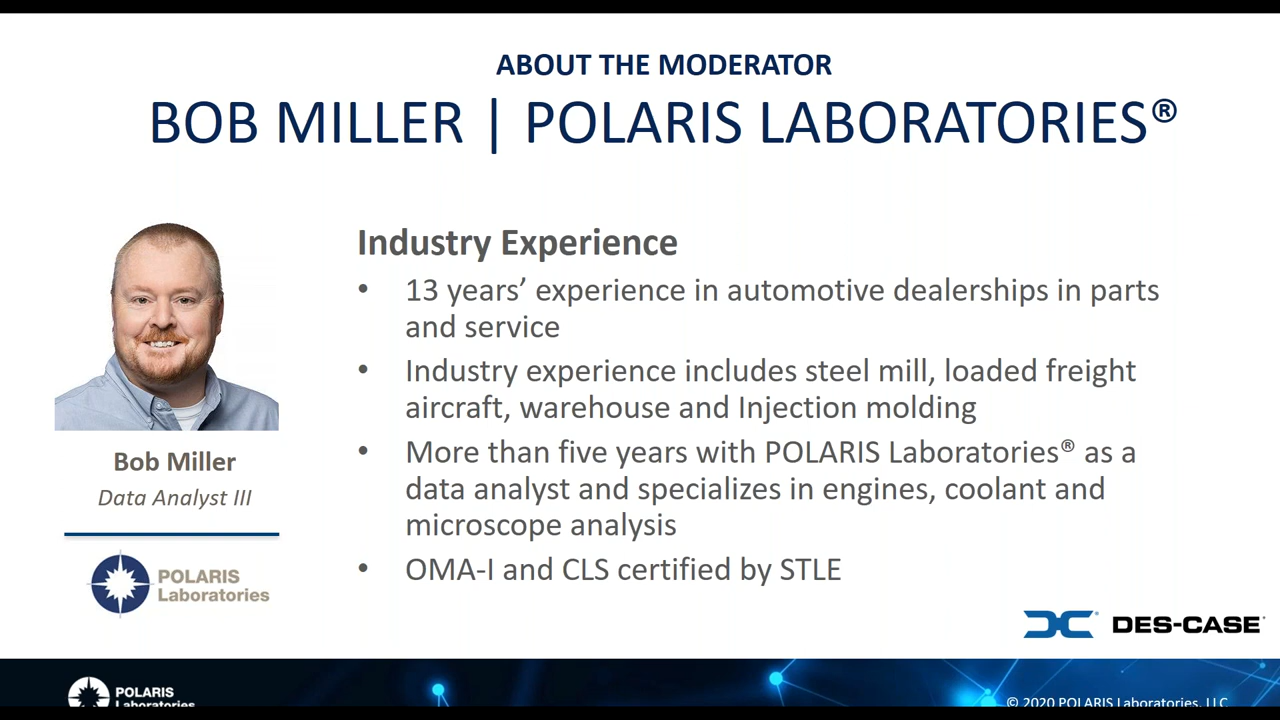 ABOUT THE MODERATOR
BOB MILLER | POLARIS LABORATORIES®
Industry Experience
• 13 years’ experience in automotive dealerships in parts
and service
• Industry experience includes steel mill, loaded freight
aircraft, warehouse and Injection molding
• More than five years with POLARIS Laboratories® as a
data analyst and specializes in engines, coolant and
microscope analysis
• OMA-I and CLS certified by STLE
Bob Miller
Data Analyst III
POLARIS
Laboratories
DES-CASE
POLARIS
Laboratories
© 2020 POLARIS Laboratories, LLC